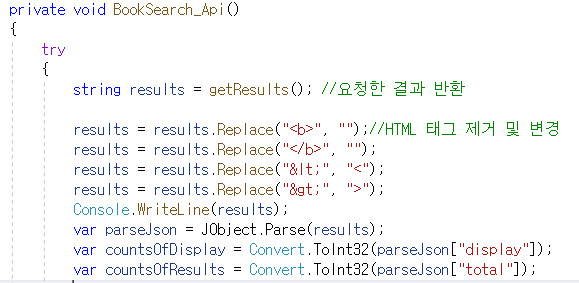 private void BookSearch_Api()
{
try
{
string results = getResults(); //요청한 결과 반환
results = results.Replace("<b>", "");//HTML 태그 제거 및 변경
results = results.Replace("</b>", "");
results = results.Replace("&lt;", "<");
results = results.Replace("&gt;", ">");
Console.WriteLine(results);
var parseJson = JObject.Parse(results);
var countsOfDisplay = Convert.ToInt32(parseJson["display"]);
var countsOfResults = Convert.ToInt32(parseJson["total"]);